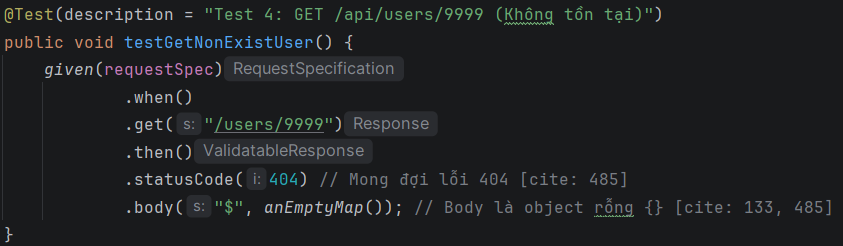 @Test(description = "Test 4: GET /api/users/9999 (Không tồn tại)")
public void testGetNonExistUser() {
given(requestSpec) RequestSpecification
.when()
.get( s: "/users/9999") Response
.then() ValidatableResponse
.statusCode( i: 404) // Mong đợi lỗi 404 [cite: 485]
.body( s: "$", anEmptyMap()); // Body là object rỗng {} [cite: 133, 485]
}